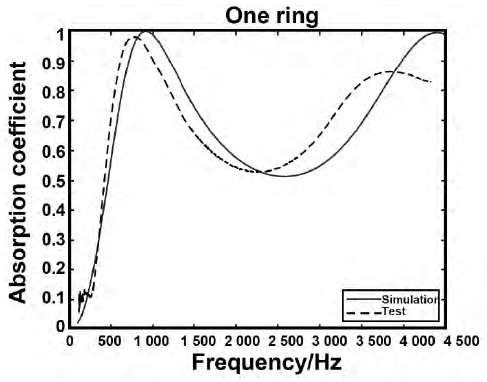 One ring
Absorption coefficient
1
0.9
0.8
0.7
0.6
0.5
0.4
0.3
0.2
0.1
0
Simulation
Test
0 500 1 000 1 500 2 000 2 500 3 000 3 500 4 000 4 500
Frequency/Hz